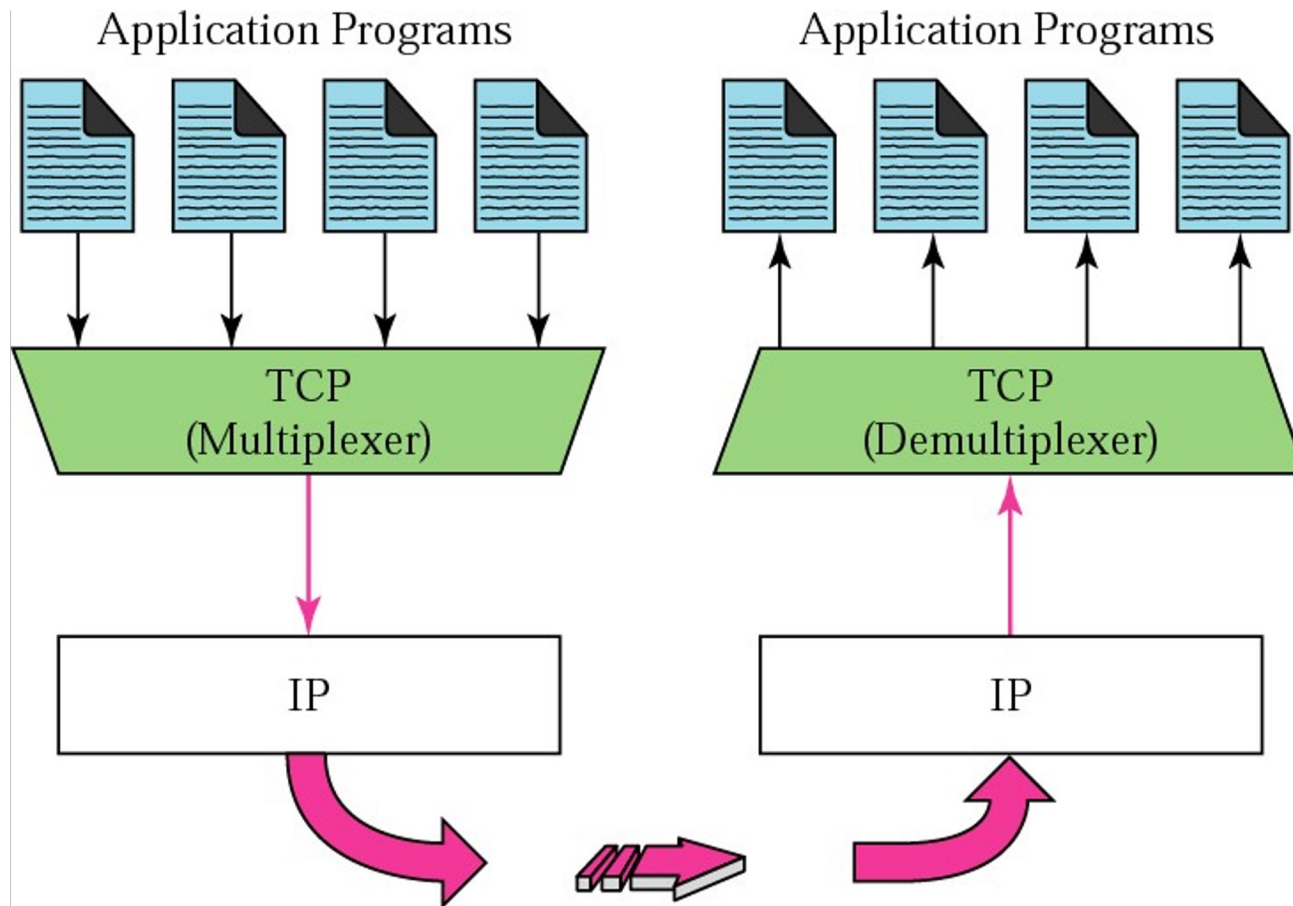 Application Programs
Application Programs
TCP
(Multiplexer)
TCP
(Demultiplexer)
IP
IP